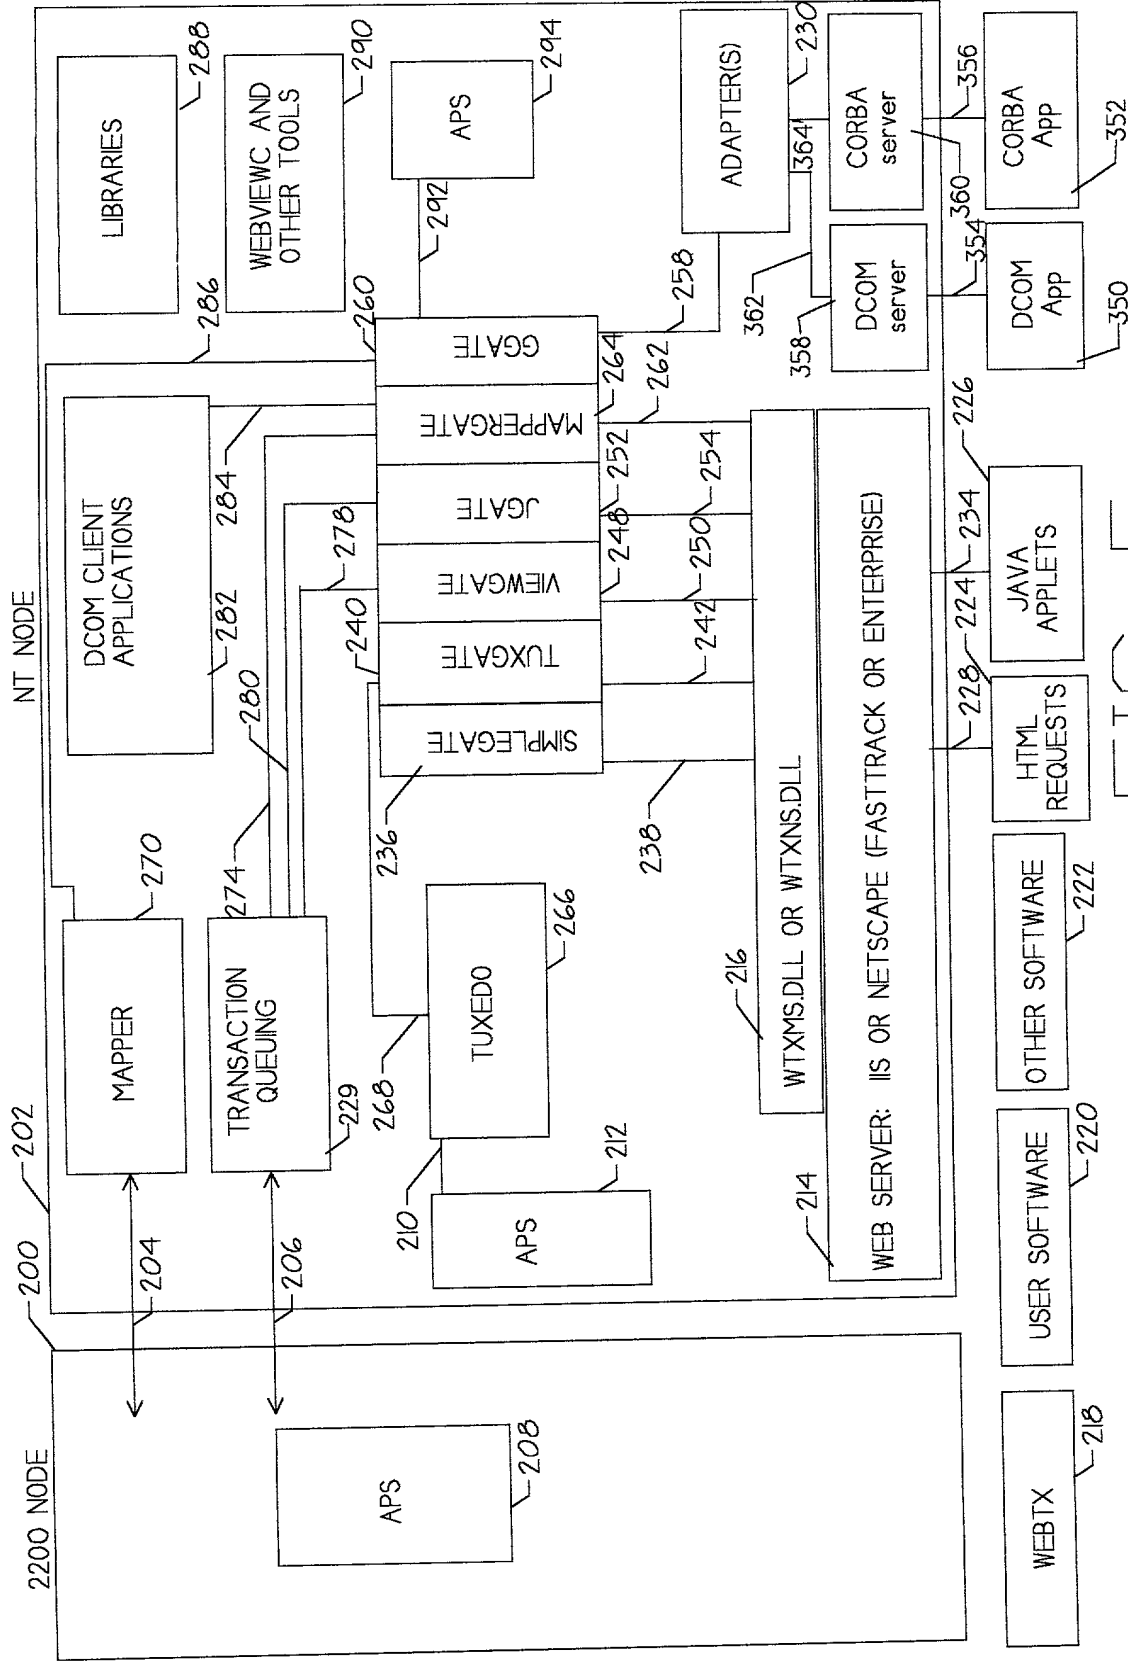 2200 NODE
200
APS
208
204
206
NT NODE
202
MAPPER
270
TRANSACTION
QUEUING
229
274
280
278
DCOM CLIENT
APPLICATIONS
282
284
286
LIBRARIES
288
WEBVIEWC AND
OTHER TOOLS
290
APS
294
292
APS
212
210
TUXEDO
266
268
236
240
SIMPLEGATE
TUXGATE
VIEWGATE
JGATE
MAPPERGATE
GGATE
260
238
242
248
250
252
254
264
262
258
ADAPTER(S)
230
362
364
DCOM
server
358
CORBA
server
360
216
WTXMS.DLL OR WTXNS.DLL
214
WEB SERVER: IIS OR NETSCAPE (FASTTRACK OR ENTERPRISE)
228
224
234
226
354
356
WEBTX
218
USER SOFTWARE
220
OTHER SOFTWARE
222
HTML
REQUESTS
JAVA
APPLETS
DCOM
App
350
CORBA
App
352